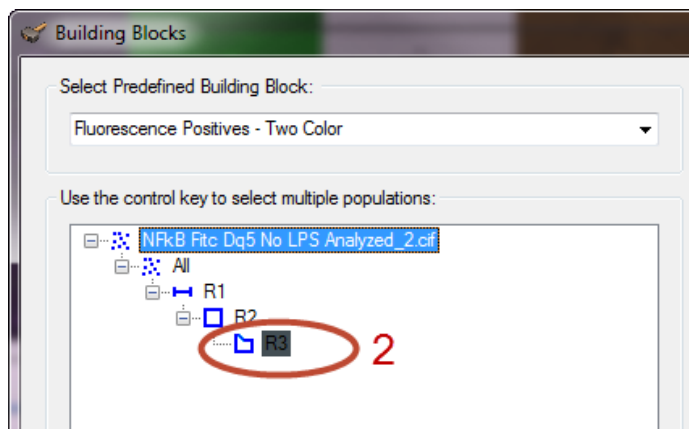 Building Blocks
Select Predefined Building Block:
Fluorescence Positives - Two Color
Use the control key to select multiple populations:
NFkB Fitc Dq5 No LPS Analyzed_2.cif
All
R1
R2
R3 2